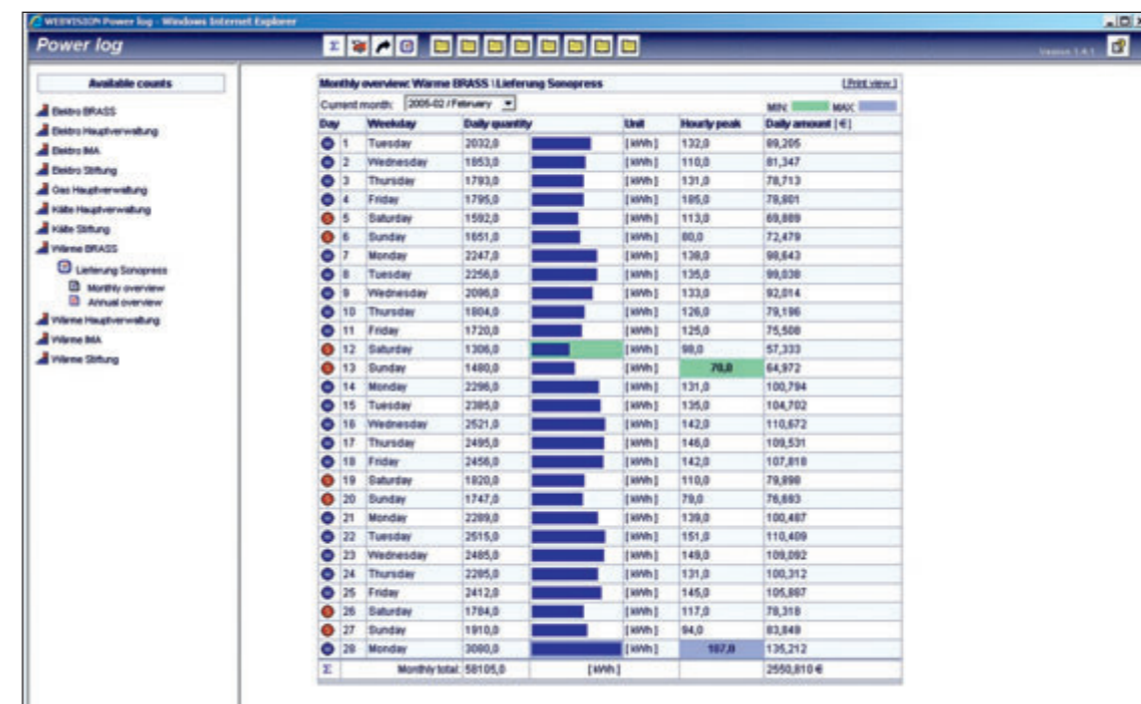 WEBVISION Power log - Windows Internet Explorer
Power log
Version 1.4.1
Available counts
Elektro BRASS
Elektro Hauptverwaltung
Elektro IMA
Elektro Stiftung
Gas Hauptverwaltung
Kälte Hauptverwaltung
Kälte Stiftung
Wärme BRASS
Lieferung Sonopress
Monthly overview
Annual overview
Wärme Hauptverwaltung
Wärme IMA
Wärme Stiftung
Monthly overview: Wärme BRASS \ Lieferung Sonopress [ Print view ]
Current month: 2005-02 / February MIN: MAX:
Day Weekday Daily quantity Unit Hourly peak Daily amount [ € ]
1 Tuesday 2032,0 [ kWh ] 132,0 89,205
2 Wednesday 1853,0 [ kWh ] 110,0 81,347
3 Thursday 1793,0 [ kWh ] 131,0 78,713
4 Friday 1795,0 [ kWh ] 185,0 78,801
S 5 Saturday 1592,0 [ kWh ] 113,0 69,889
S 6 Sunday 1651,0 [ kWh ] 80,0 72,479
7 Monday 2247,0 [ kWh ] 138,0 98,643
8 Tuesday 2256,0 [ kWh ] 135,0 99,038
9 Wednesday 2096,0 [ kWh ] 133,0 92,014
10 Thursday 1804,0 [ kWh ] 126,0 79,196
11 Friday 1720,0 [ kWh ] 125,0 75,508
S 12 Saturday 1306,0 [ kWh ] 98,0 57,333
S 13 Sunday 1480,0 [ kWh ] 78,0 64,972
14 Monday 2296,0 [ kWh ] 131,0 100,794
15 Tuesday 2385,0 [ kWh ] 135,0 104,702
16 Wednesday 2521,0 [ kWh ] 142,0 110,672
17 Thursday 2495,0 [ kWh ] 146,0 109,531
18 Friday 2456,0 [ kWh ] 142,0 107,818
S 19 Saturday 1820,0 [ kWh ] 110,0 79,898
S 20 Sunday 1747,0 [ kWh ] 79,0 76,693
21 Monday 2289,0 [ kWh ] 139,0 100,487
22 Tuesday 2515,0 [ kWh ] 151,0 110,409
23 Wednesday 2485,0 [ kWh ] 149,0 109,092
24 Thursday 2285,0 [ kWh ] 131,0 100,312
25 Friday 2412,0 [ kWh ] 145,0 105,887
S 26 Saturday 1784,0 [ kWh ] 117,0 78,318
S 27 Sunday 1910,0 [ kWh ] 94,0 83,849
28 Monday 3080,0 [ kWh ] 187,0 135,212
Σ Monthly total: 58105,0 [ kWh ] 2550,810 €